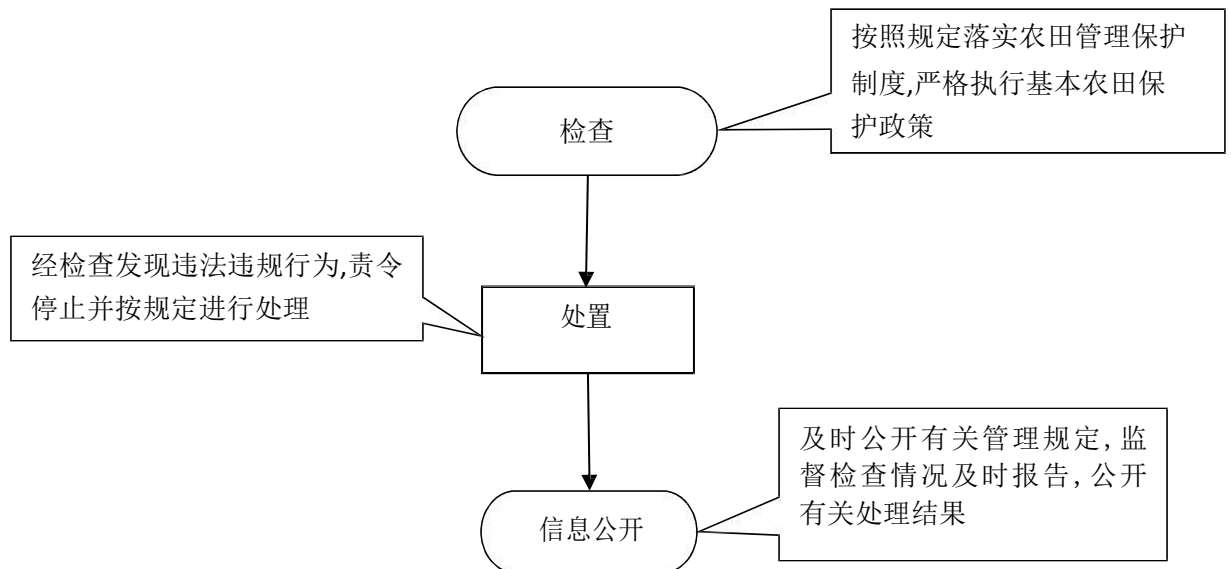 按照规定落实农田管理保护
制度,严格执行基本农田保
护政策
检查
经检查发现违法违规行为,责令
停止并按规定进行处理
处置
及时公开有关管理规定,监
督检查情况及时报告,公开
有关处理结果
信息公开